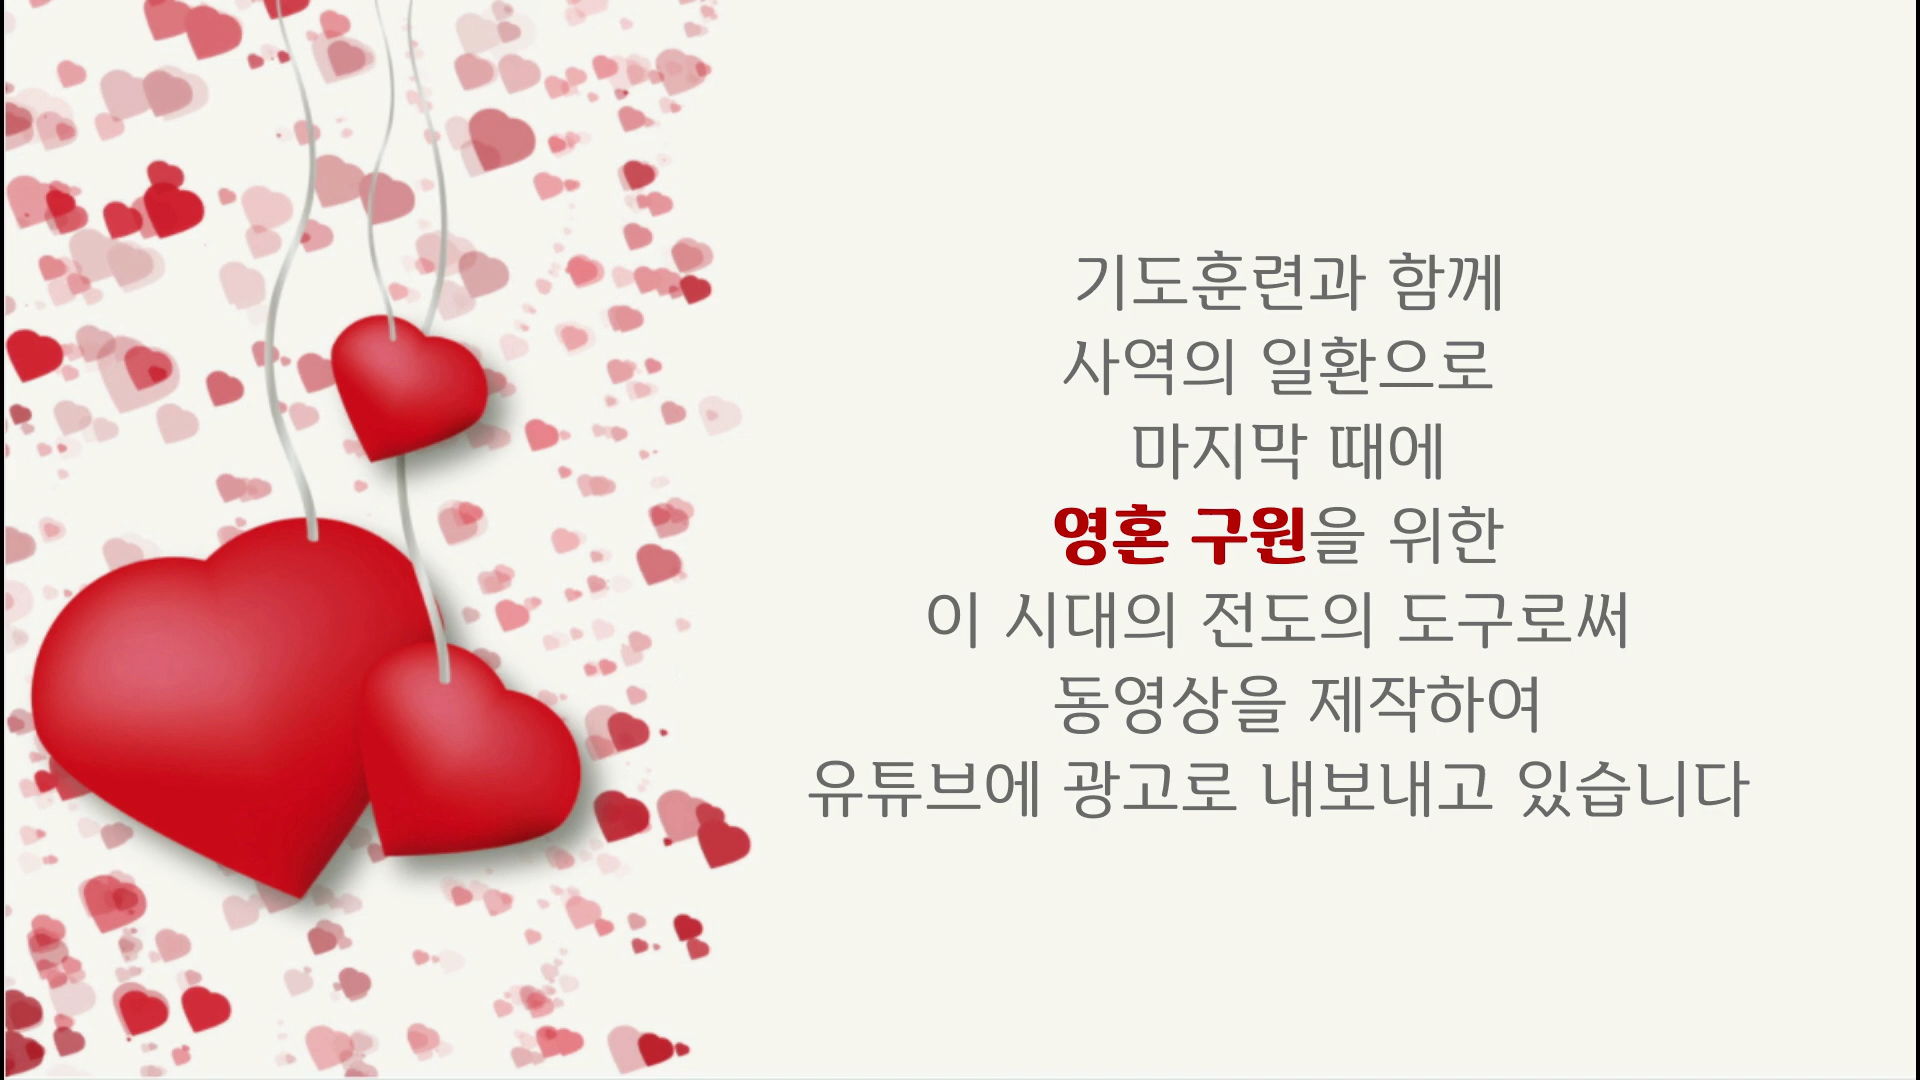 기도훈련과 함께
사역의 일환으로
마지막 때에
영혼 구원을 위한
이 시대의 전도의 도구로써
동영상을 제작하여
유튜브에 광고로 내보내고 있습니다